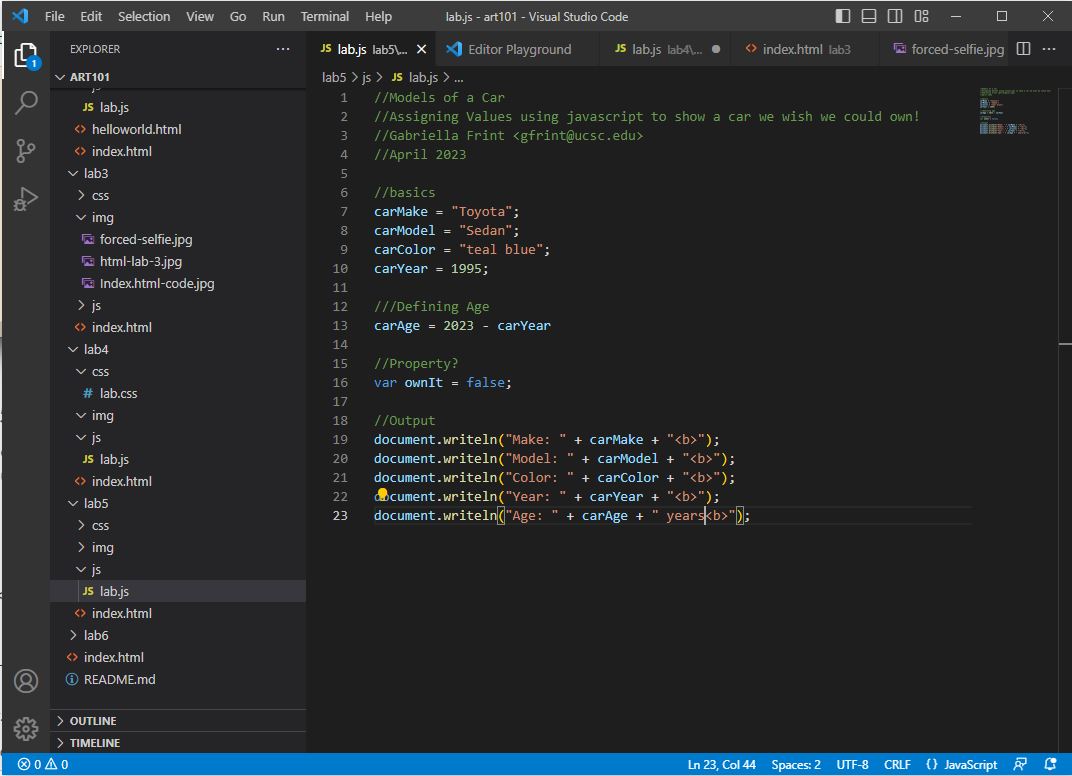 File Edit Selection View Go Run Terminal Help lab.js - art101 - Visual Studio Code
1
EXPLORER
ART101
js
lab.js
helloworld.html
index.html
lab3
css
img
forced-selfie.jpg
html-lab-3.jpg
Index.html-code.jpg
js
index.html
lab4
css
lab.css
img
js
lab.js
index.html
lab5
css
img
js
lab.js
index.html
lab6
index.html
README.md
OUTLINE
TIMELINE
JS lab.js lab5\... Editor Playground JS lab.js lab4\... index.html lab3 forced-selfie.jpg
lab5 > js > JS lab.js > ...
1 //Models of a Car
2 //Assigning Values using javascript to show a car we wish we could own!
3 //Gabriella Frint <gfrint@ucsc.edu>
4 //April 2023
5
6 //basics
7 carMake = "Toyota";
8 carModel = "Sedan";
9 carColor = "teal blue";
10 carYear = 1995;
11
12 ///Defining Age
13 carAge = 2023 - carYear
14
15 //Property?
16 var ownIt = false;
17
18 //Output
19 document.writeln("Make: " + carMake + "<b>");
20 document.writeln("Model: " + carModel + "<b>");
21 document.writeln("Color: " + carColor + "<b>");
22 document.writeln("Year: " + carYear + "<b>");
23 document.writeln("Age: " + carAge + " years<b>");
0 0 Ln 23, Col 44 Spaces: 2 UTF-8 CRLF {} JavaScript